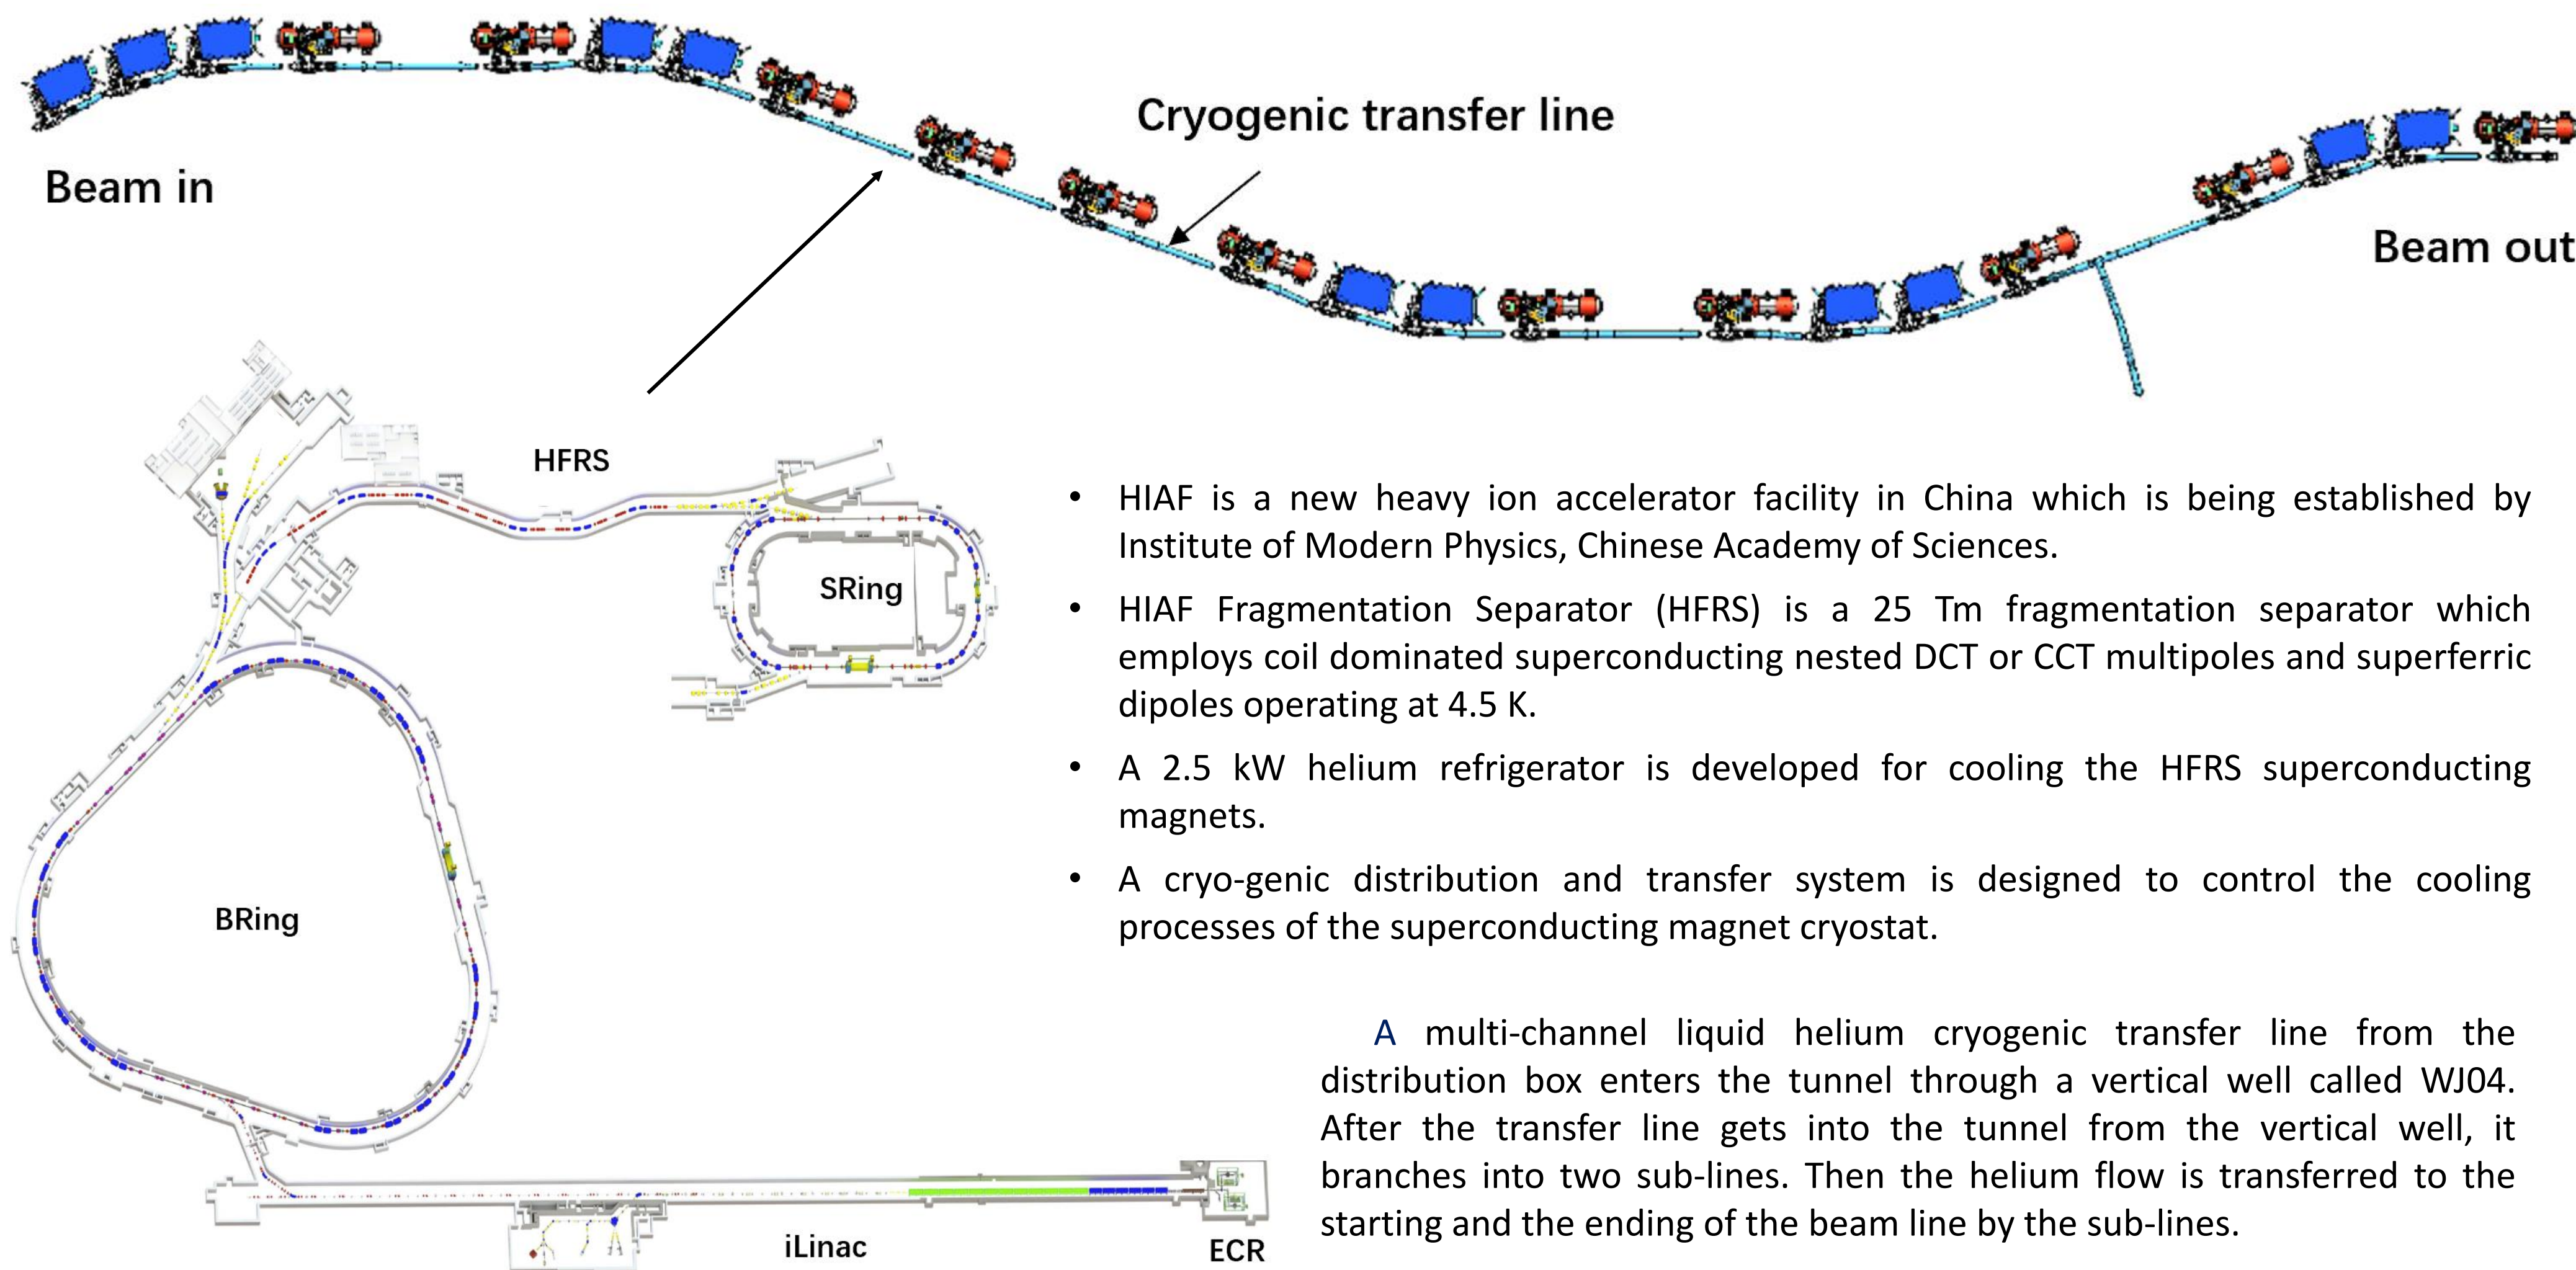 Cryogenic transfer line
Beam in
Beam out
HFRS
SRing
BRing
iLinac
ECR
• HIAF is a new heavy ion accelerator facility in China which is being established by
Institute of Modern Physics, Chinese Academy of Sciences.
• HIAF Fragmentation Separator (HFRS) is a 25 Tm fragmentation separator which
employs coil dominated superconducting nested DCT or CCT multipoles and superferric
dipoles operating at 4.5 K.
• A 2.5 kW helium refrigerator is developed for cooling the HFRS superconducting
magnets.
• A cryo-genic distribution and transfer system is designed to control the cooling
processes of the superconducting magnet cryostat.
A multi-channel liquid helium cryogenic transfer line from the
distribution box enters the tunnel through a vertical well called WJ04.
After the transfer line gets into the tunnel from the vertical well, it
branches into two sub-lines. Then the helium flow is transferred to the
starting and the ending of the beam line by the sub-lines.